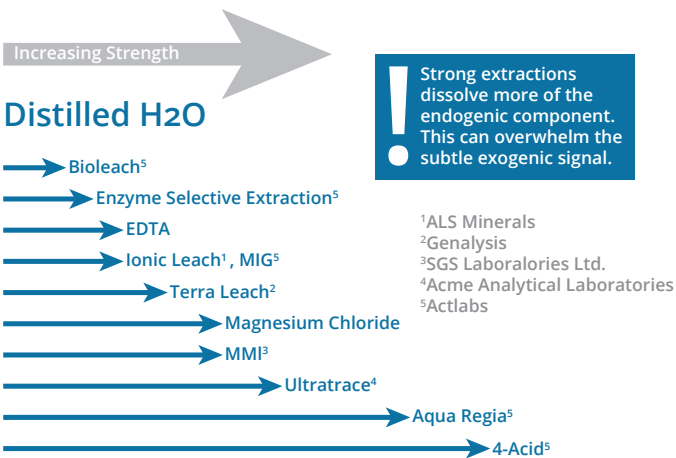 Increasing Strength
Distilled H2O
!
Strong extractions
dissolve more of the
endogenic component.
This can overwhelm the
subtle exogenic signal.
Bioleach⁵
Enzyme Selective Extraction⁵
EDTA
Ionic Leach¹ , MIG⁵
Terra Leach²
Magnesium Chloride
MMl³
Ultratrace⁴
Aqua Regia⁵
4-Acid⁵
¹ALS Minerals
²Genalysis
³SGS Laboralories Ltd.
⁴Acme Analytical Laboratories
⁵Actlabs